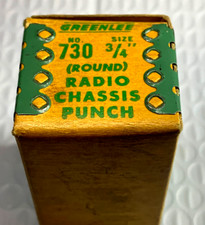 GREENLEE
NO. SIZE
730 3/4"
(ROUND)
RADIO
CHASSIS
PUNCH